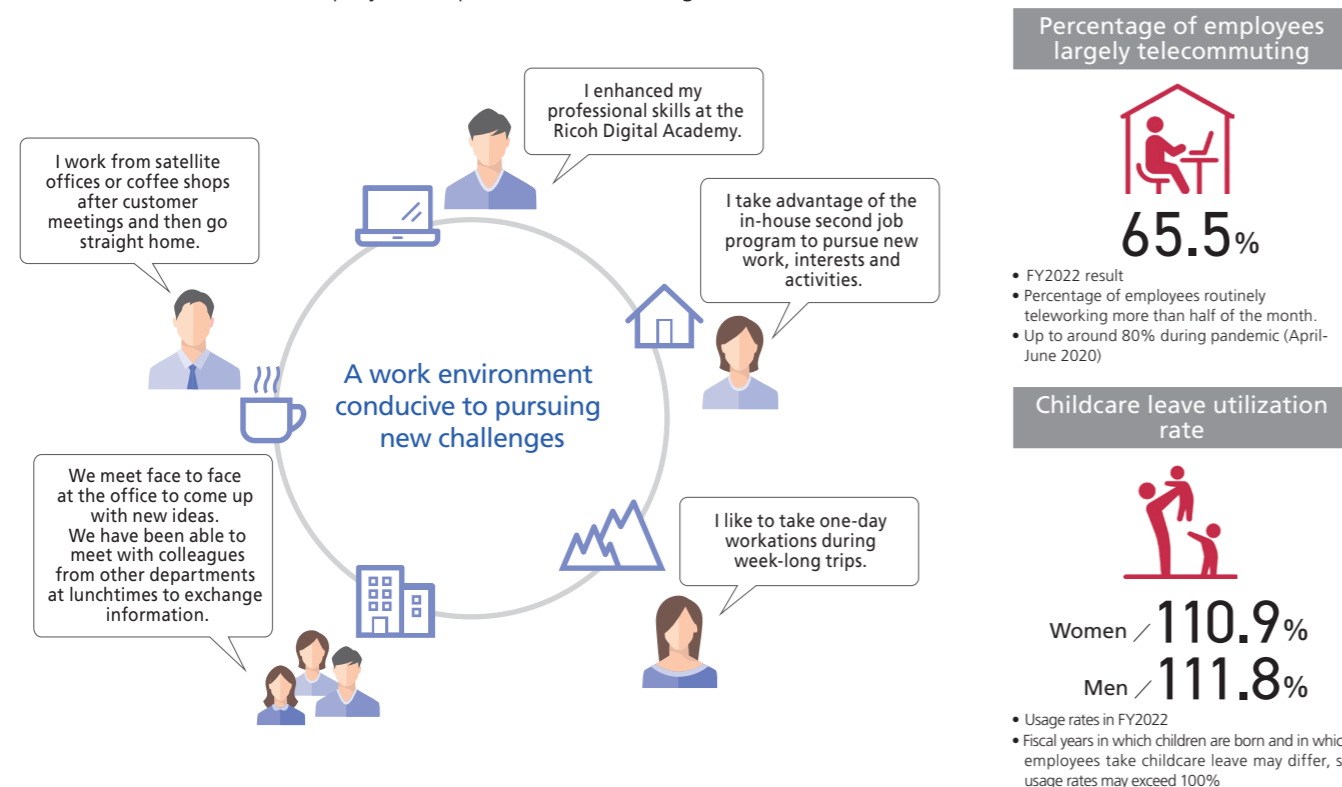 Percentage of employees
largely telecommuting
65.5%
• FY2022 result
• Percentage of employees routinely
teleworking more than half of the month.
• Up to around 80% during pandemic (April-
June 2020)
Childcare leave utilization
rate
Women / 110.9%
Men / 111.8%
• Usage rates in FY2022
• Fiscal years in which children are born and in
employees take childcare leave may differ,
usage rates may exceed 100%
I enhanced my
professional skills at the
Ricoh Digital Academy.
I work from satellite
offices or coffee shops
after customer
meetings and then go
straight home.
I take advantage of the
in-house second job
program to pursue new
work, interests and
activities.
A work environment
conducive to pursuing
new challenges
We meet face to face
at the office to come up
with new ideas.
We have been able to
meet with colleagues
from other departments
at lunchtimes to exchange
information.
I like to take one-day
workations during
week-long trips.